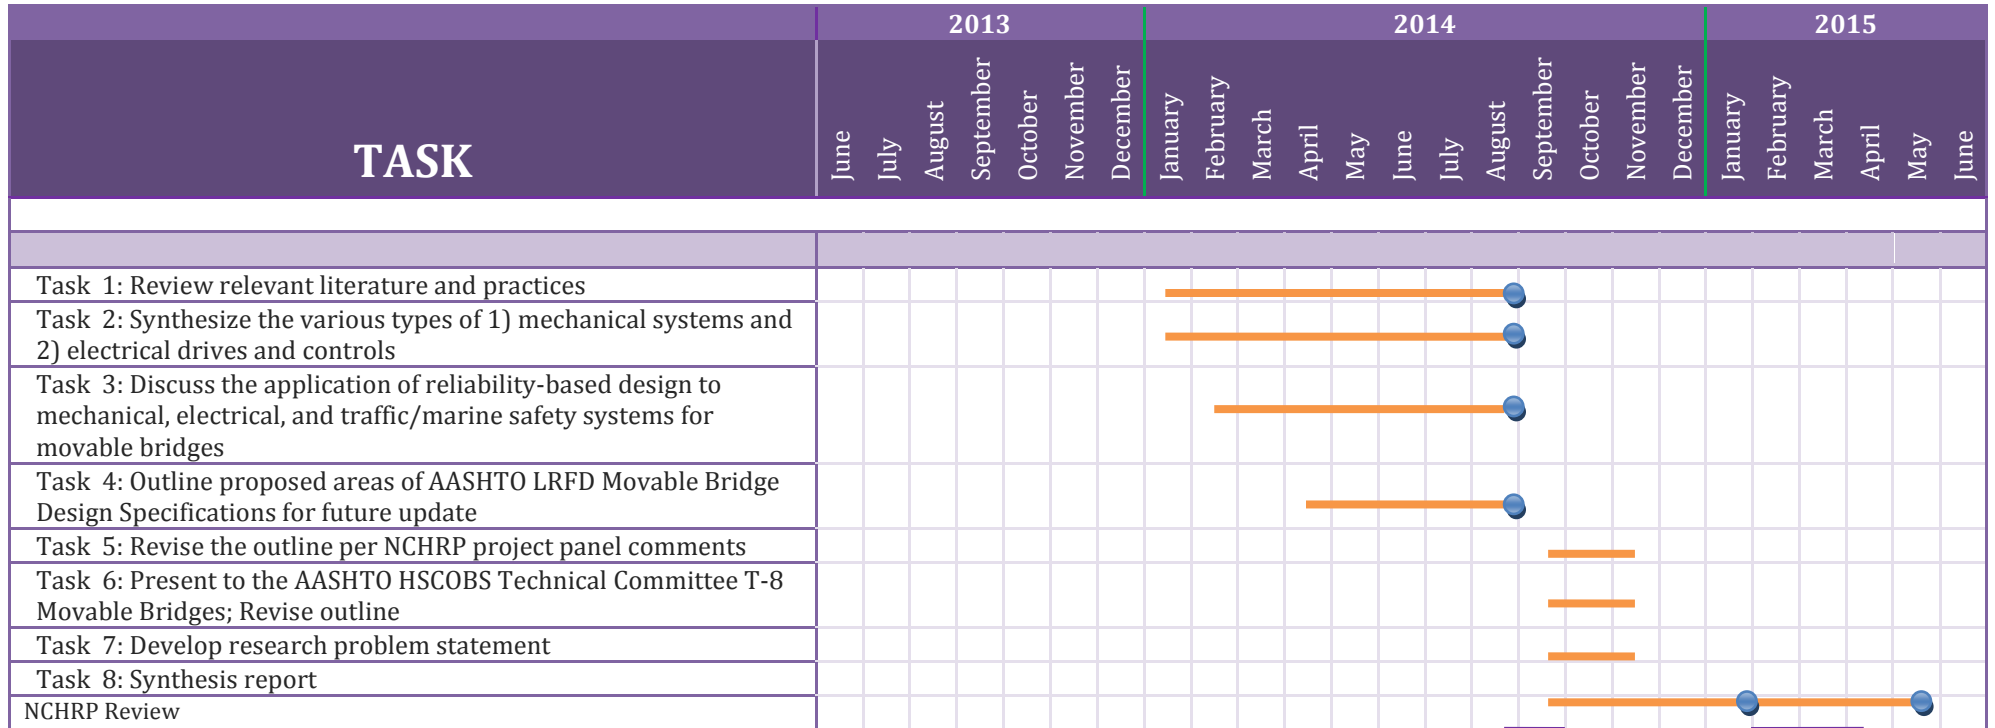 2013 2014 2015
TASK
June July August September October November December January February March April May June July August September October November December January February March April May June
Task 1: Review relevant literature and practices
Task 2: Synthesize the various types of 1) mechanical systems and
2) electrical drives and controls
Task 3: Discuss the application of reliability-based design to
mechanical, electrical, and traffic/marine safety systems for
movable bridges
Task 4: Outline proposed areas of AASHTO LRFD Movable Bridge
Design Specifications for future update
Task 5: Revise the outline per NCHRP project panel comments
Task 6: Present to the AASHTO HSCOBS Technical Committee T-8
Movable Bridges; Revise outline
Task 7: Develop research problem statement
Task 8: Synthesis report
NCHRP Review